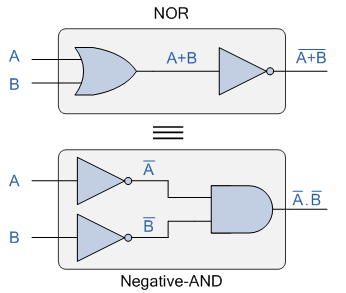 NOR
A
B
A+B
A̅+̅B̅
≡
A
B
A̅
B̅
A̅.B̅
Negative-AND